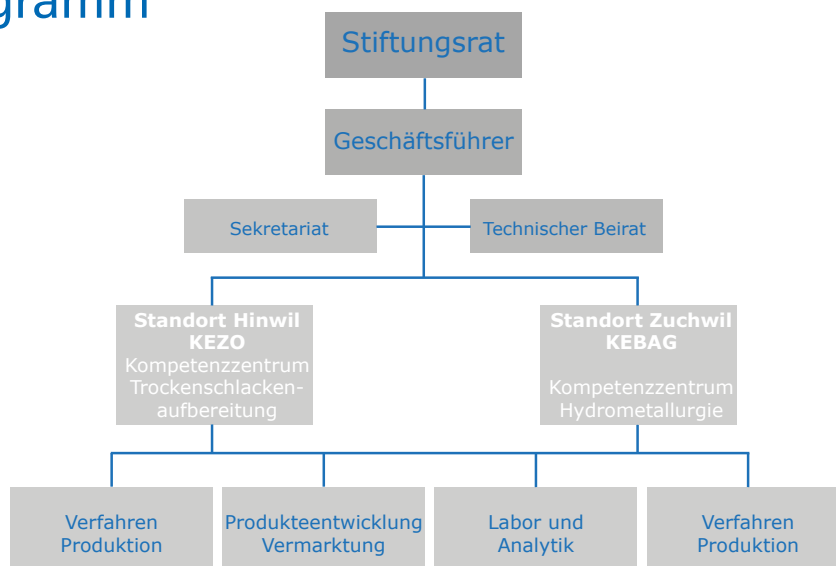 gramm
Stiftungsrat
Geschäftsführer
Sekretariat
Technischer Beirat
Standort Hinwil
KEZO
Kompetenzzentrum
Trockenschlacken-
aufbereitung
Standort Zuchwil
KEBAG
Kompetenzzentrum
Hydrometallurgie
Verfahren
Produktion
Produkteentwicklung
Vermarktung
Labor und
Analytik
Verfahren
Produktion